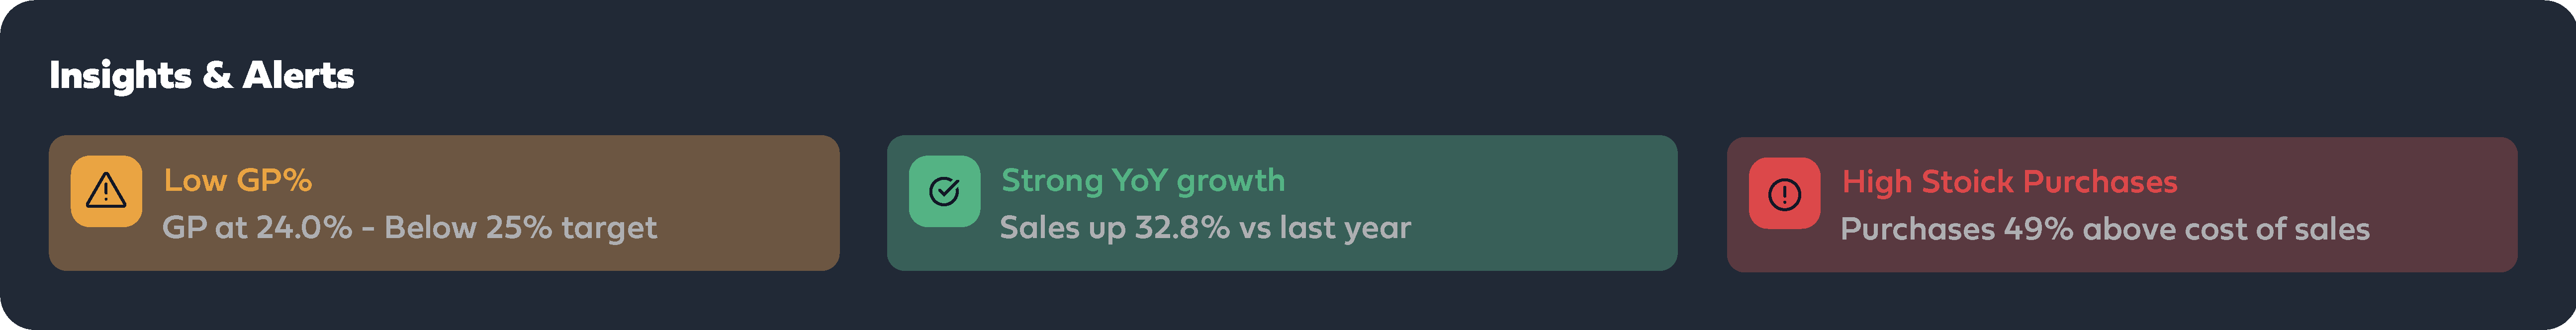 Insights & Alerts
Low GP%
GP at 24.0% - Below 25% target
Strong YoY growth
Sales up 32.8% vs last year
High Stoick Purchases
Purchases 49% above cost of sales